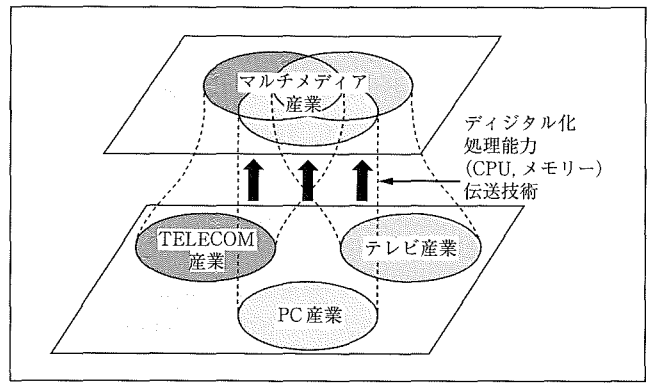 マルチメディア
産業
ディジタル化
処理能力
(CPU, メモリー)
伝送技術
TELECOM
産業
テレビ産業
PC産業